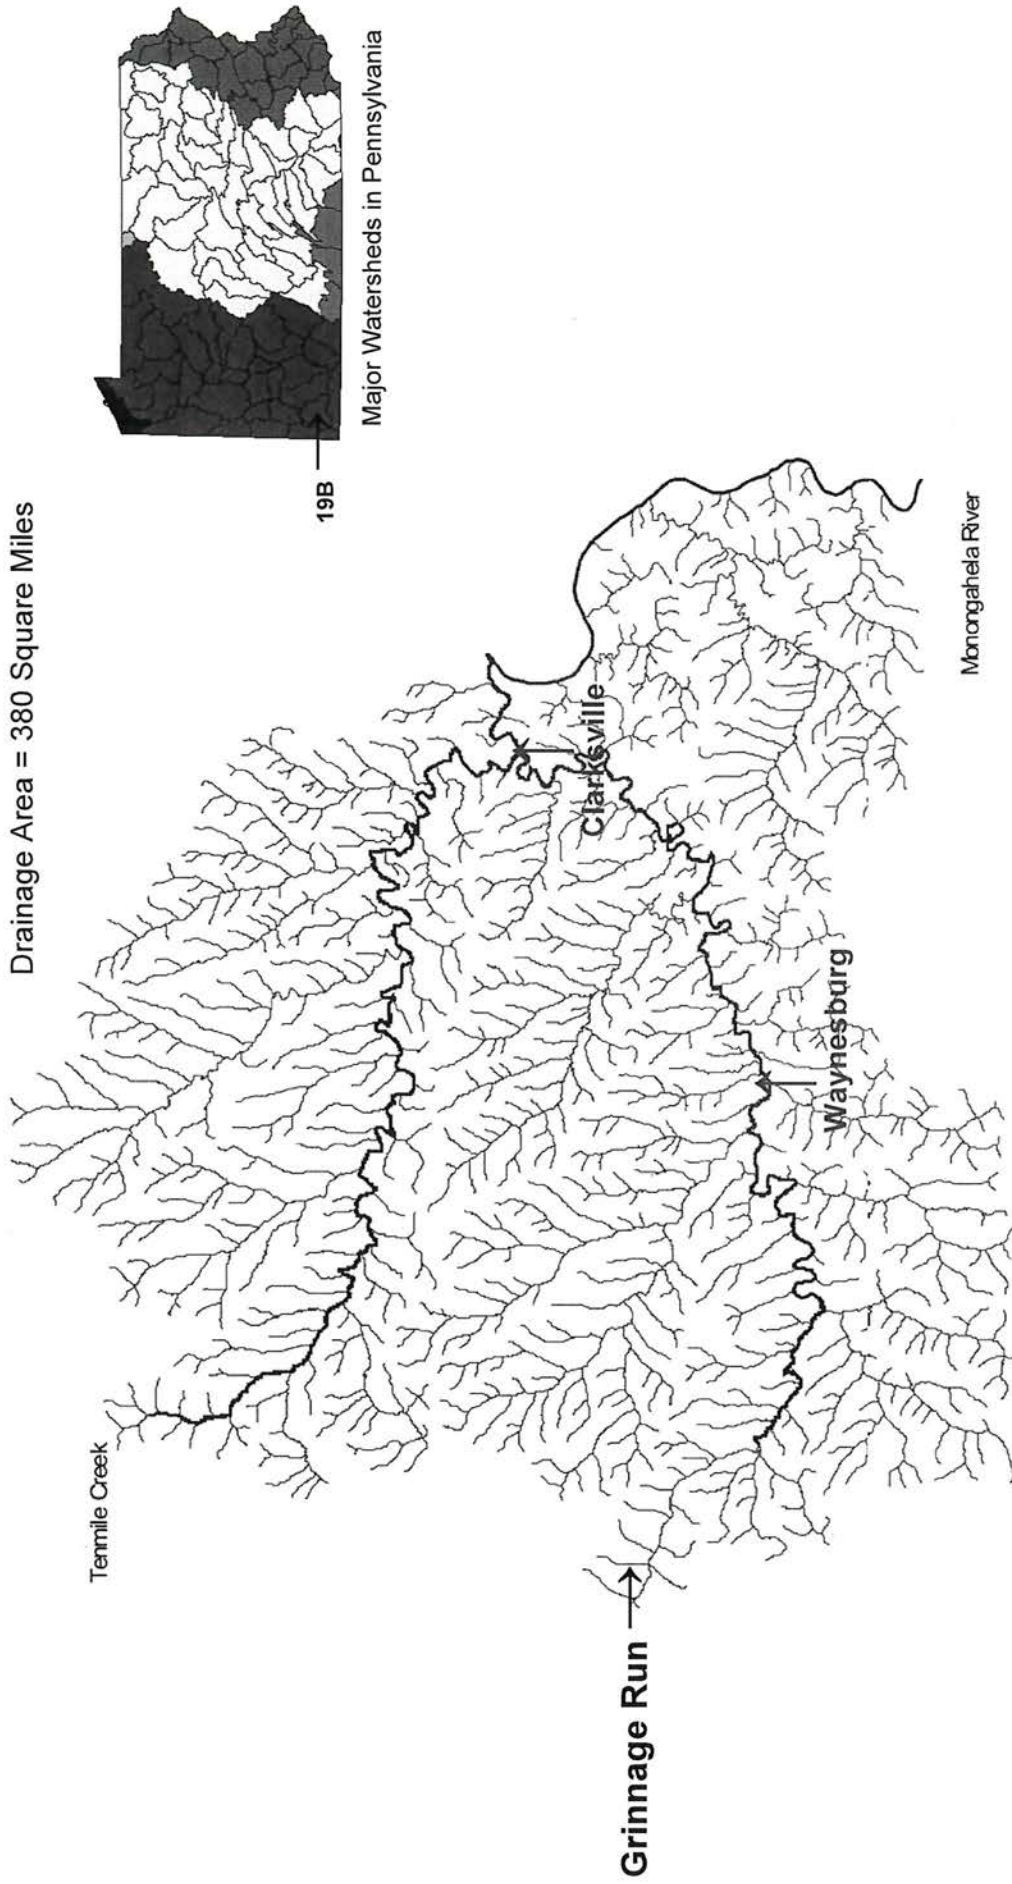 Drainage Area = 380 Square Miles
19B
Major Watersheds in Pennsylvania
Tenmile Creek
Clarksville
Waynesburg
Grinnage Run
Monongahela River